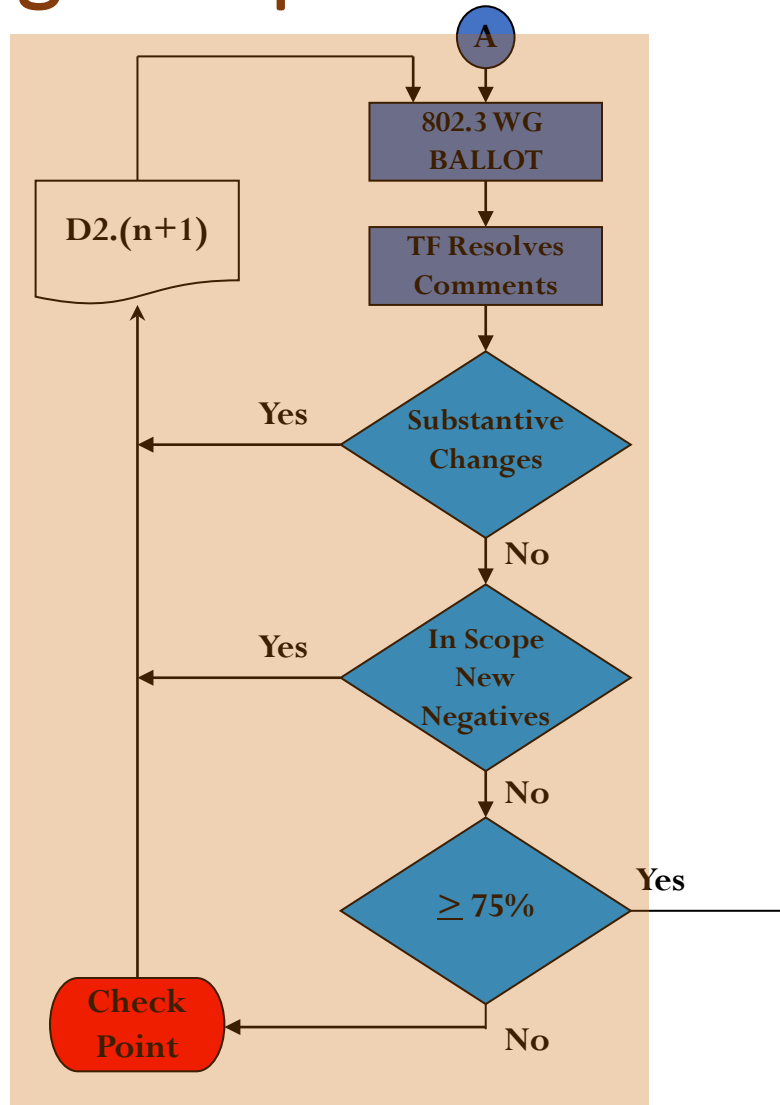 A
802.3 WG
BALLOT
D2.(n+1)
TF Resolves
Comments
Yes
Substantive
Changes
No
Yes
In Scope
New
Negatives
No
≥ 75%
Yes
Check
Point
No